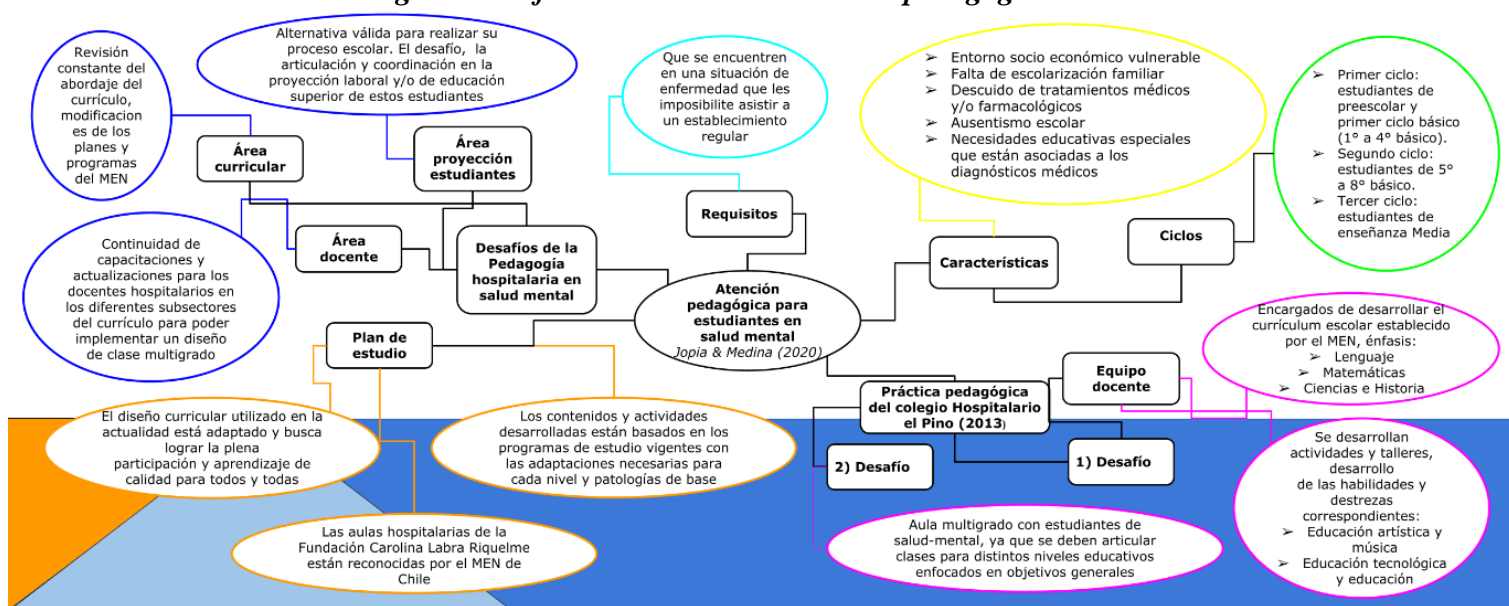 Revisión
constante del
abordaje del
currículo,
modificacion
es de los
planes y
programas
del MEN
Alternativa válida para realizar su
proceso escolar. El desafío,  la
articulación y coordinación en la
proyección laboral y/o de educación
superior de estos estudiantes
Que se encuentren
en una situación de
enfermedad que les
imposibilite asistir a
un establecimiento
regular
➢ Entorno socio económico vulnerable
➢ Falta de escolarización familiar
➢ Descuido de tratamientos médicos
y/o farmacológicos
➢ Ausentismo escolar
➢ Necesidades educativas especiales
que están asociadas a los
diagnósticos médicos
➢ Primer ciclo:
estudiantes de
preescolar y
primer ciclo básico
(1° a 4° básico).
➢ Segundo ciclo:
estudiantes de 5°
a 8° básico.
➢ Tercer ciclo:
estudiantes de
enseñanza Media
Área
curricular
Área
proyección
estudiantes
Requisitos
Ciclos
Continuidad de
capacitaciones y
actualizaciones para los
docentes hospitalarios en
los diferentes subsectores
del currículo para poder
implementar un diseño
de clase multigrado
Área
docente
Desafíos de la
Pedagogía
hospitalaria en
salud mental
Características
Atención
pedagógica para
estudiantes en
salud mental
Jopia & Medina (2020)
Plan de
estudio
Encargados de desarrollar el
currículum escolar establecido
por el MEN, énfasis:
➢ Lenguaje
➢ Matemáticas
➢ Ciencias e Historia
Equipo
docente
Práctica pedagógica
del colegio Hospitalario
el Pino (2013)
El diseño curricular utilizado en la
actualidad está adaptado y busca
lograr la plena
participación y aprendizaje de
calidad para todos y todas
Los contenidos y actividades
desarrolladas están basados en los
programas de estudio vigentes con
las adaptaciones necesarias para
cada nivel y patologías de base
2) Desafío
1) Desafío
Se desarrollan
actividades y talleres,
desarrollo
de las habilidades y
destrezas
correspondientes:
➢ Educación artística y
música
➢ Educación tecnológica
y educación
Las aulas hospitalarias de la
Fundación Carolina Labra Riquelme
están reconocidas por el MEN de
Chile
Aula multigrado con estudiantes de
salud-mental, ya que se deben articular
clases para distintos niveles educativos
enfocados en objetivos generales